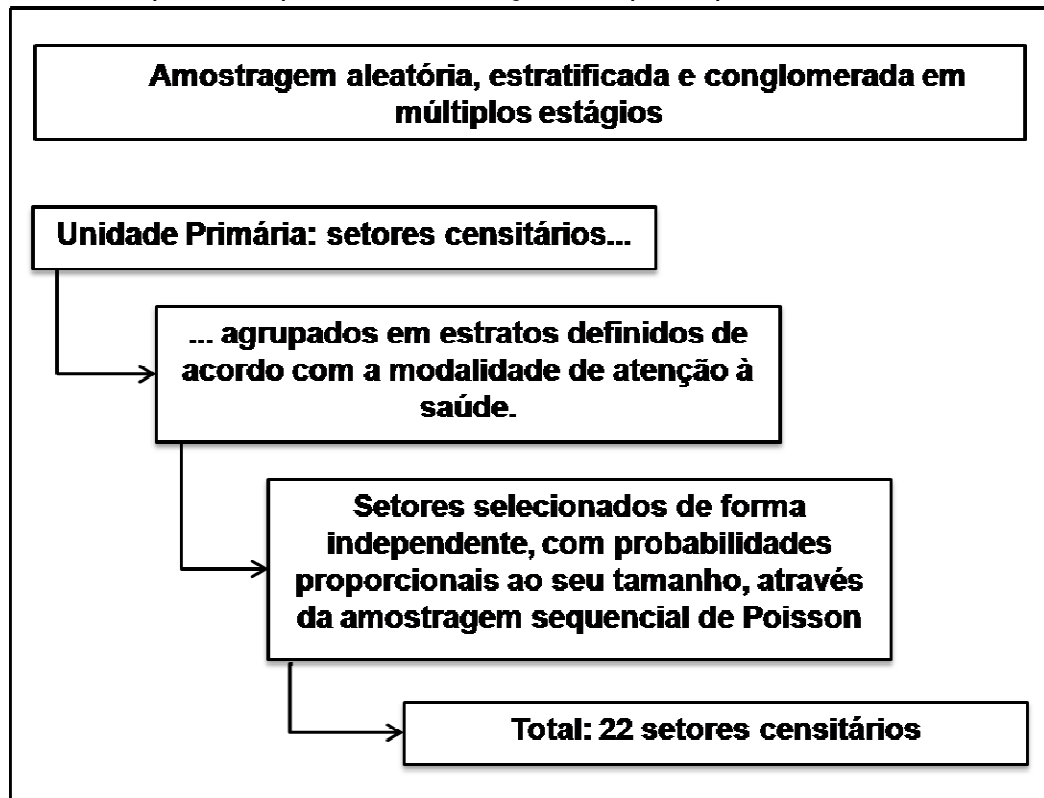 Amostragem aleatória, estratificada e conglomerada em
múltiplos estágios
Unidade Primária: setores censitários...
... agrupados em estratos definidos de
acordo com a modalidade de atenção à
saúde.
Setores selecionados de forma
independente, com probabilidades
proporcionais ao seu tamanho, através
da amostragem sequencial de Poisson
Total: 22 setores censitários